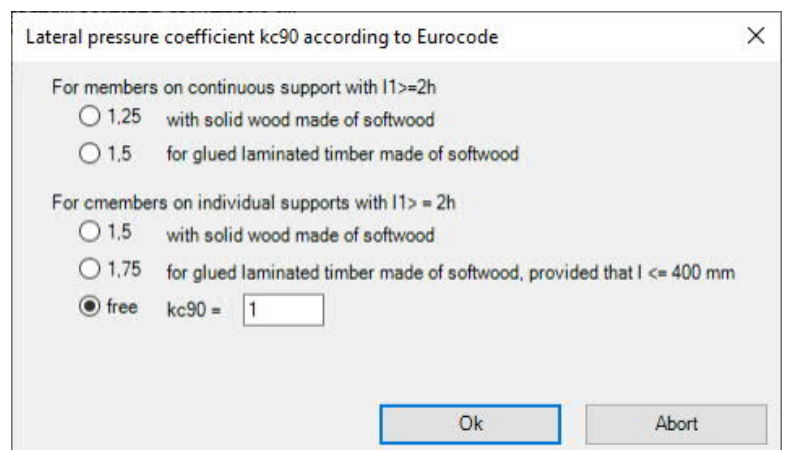 Lateral pressure coefficient kc90 according to Eurocode
For members on continuous support with l1>=2h
1,25 with solid wood made of softwood
1,5 for glued laminated timber made of softwood
For cmembers on individual supports with l1> = 2h
1,5 with solid wood made of softwood
1,75 for glued laminated timber made of softwood, provided that l <= 400 mm
free kc90 = 1
Ok Abort